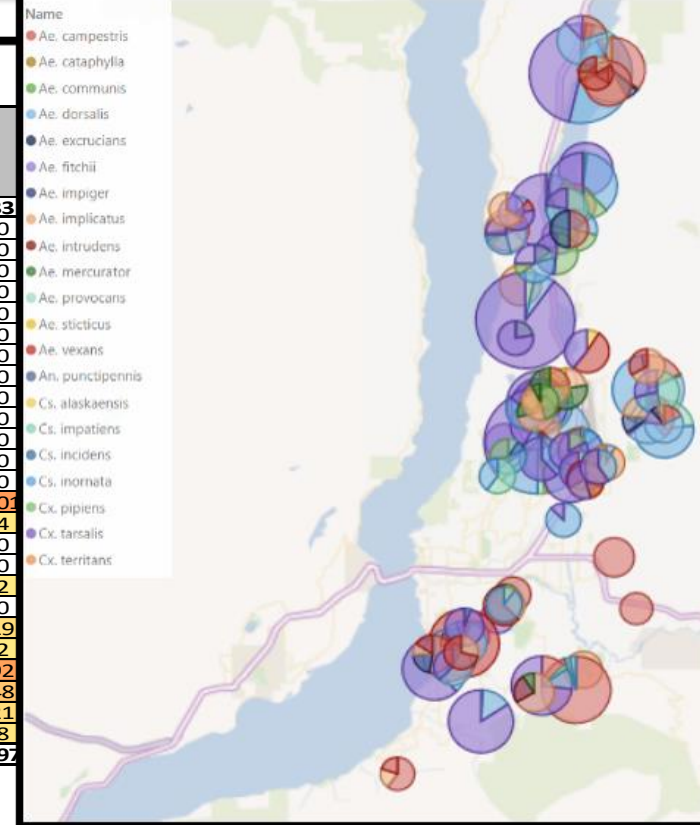 Name
Ae. campestris
Ae. cataphylla
Ae. communis
Ae. dorsalis
Ae. excrucians
Ae. fitchii
Ae. impiger
Ae. implicatus
Ae. intrudens
Ae. mercurator
Ae. provocans
Ae. sticticus
Ae. vexans
An. punctipennis
Cs. alaskaensis
Cs. impatiens
Cs. incidens
Cs. inornata
Cx. pipiens
Cx. tarsalis
Cx. territans